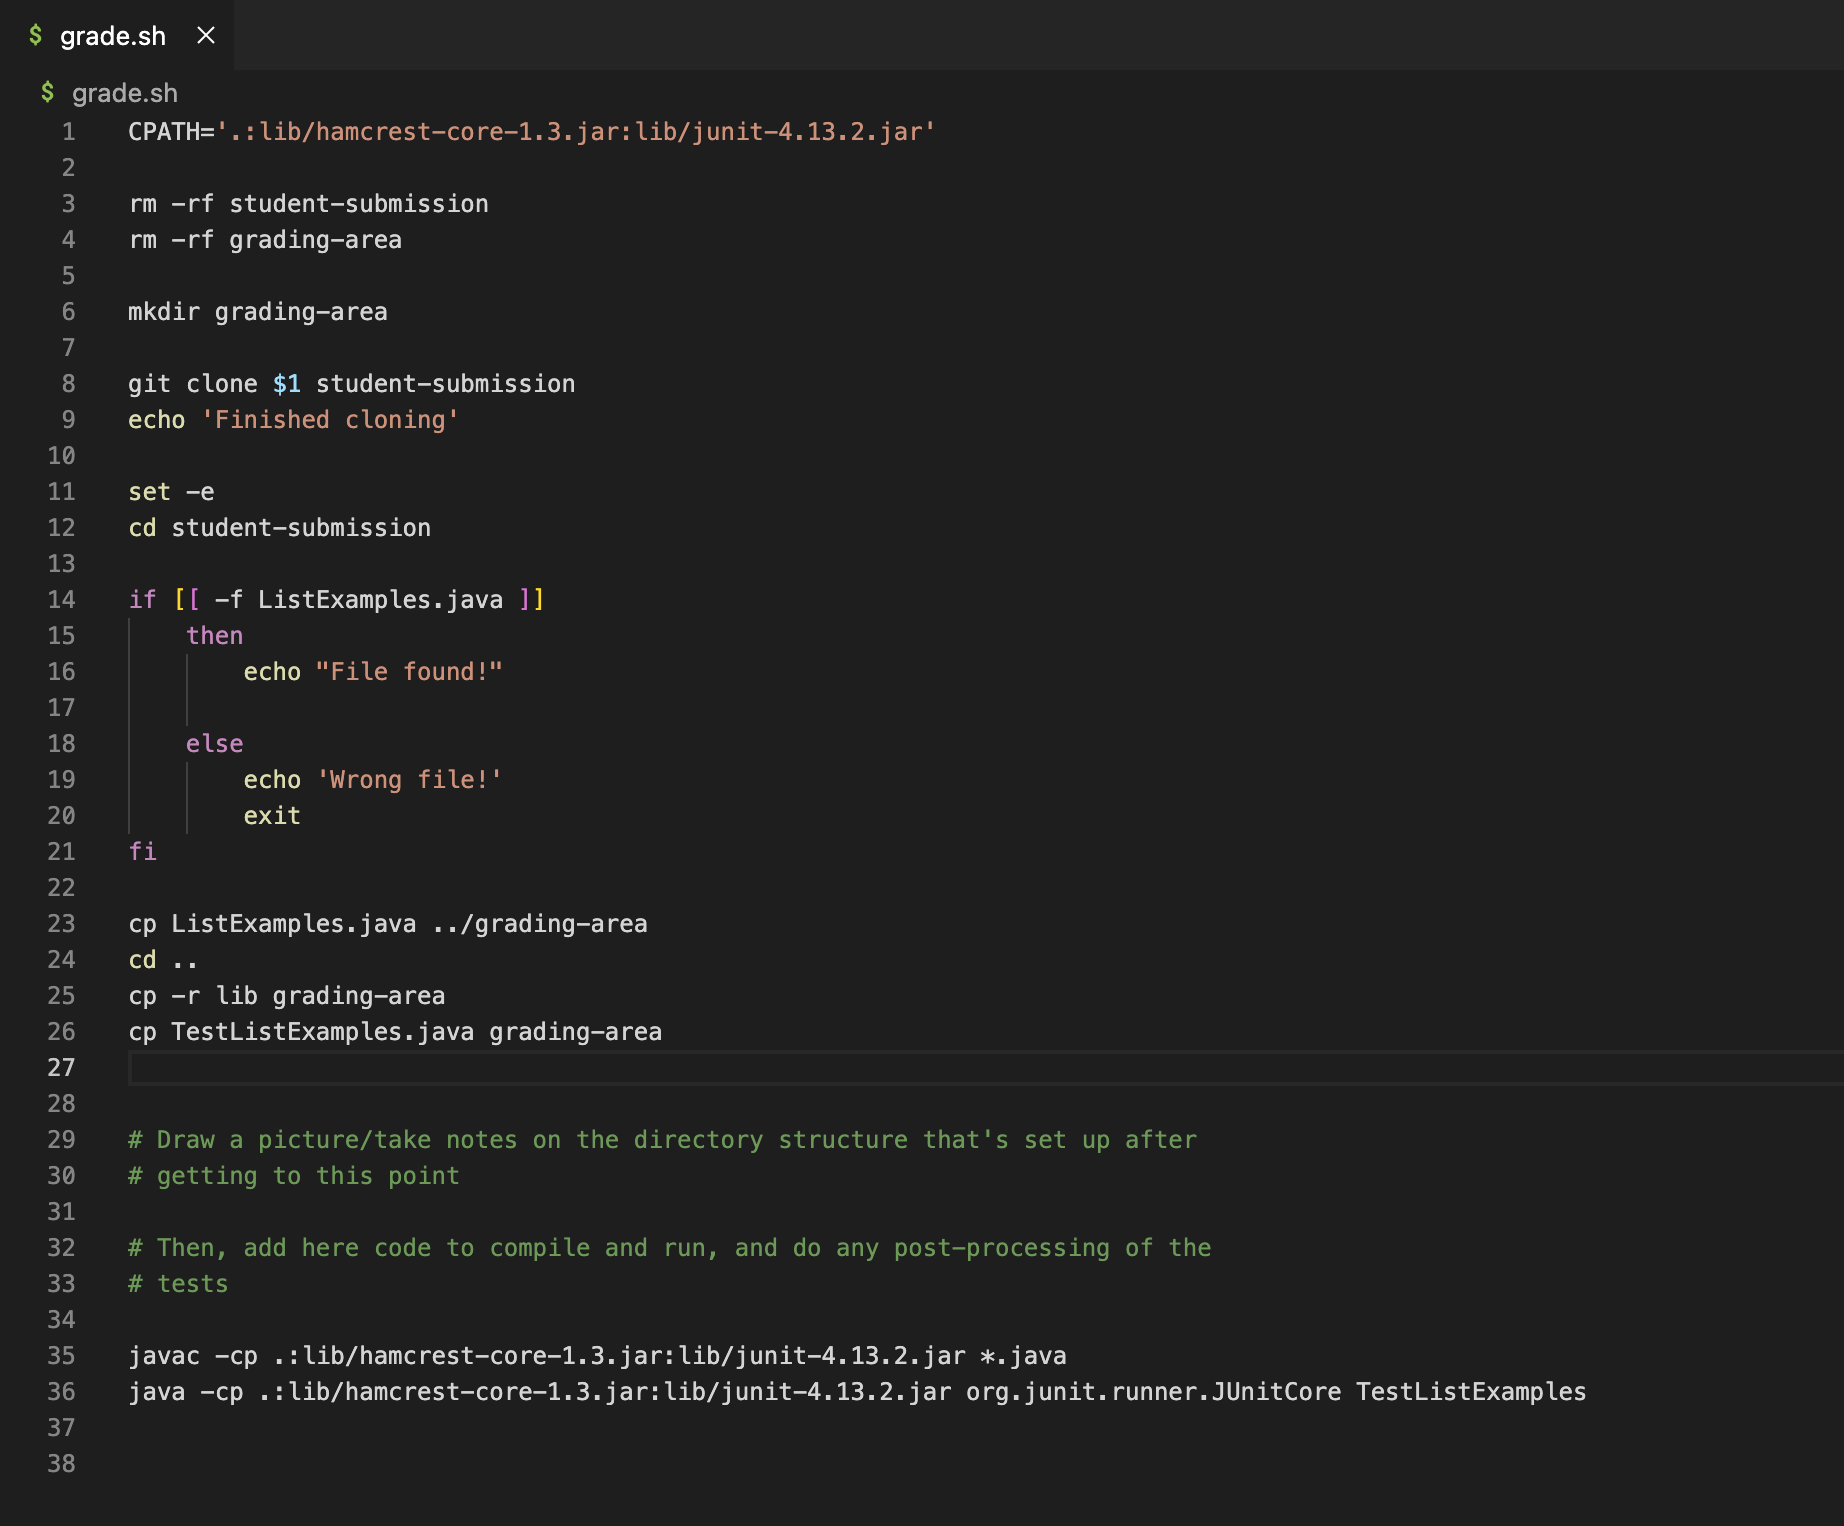 $ grade.sh ×
$ grade.sh
1 CPATH='.:lib/hamcrest-core-1.3.jar:lib/junit-4.13.2.jar'
2
3 rm -rf student-submission
4 rm -rf grading-area
5
6 mkdir grading-area
7
8 git clone $1 student-submission
9 echo 'Finished cloning'
10
11 set -e
12 cd student-submission
13
14 if [[ -f ListExamples.java ]]
15     then
16         echo "File found!"
17
18     else
19         echo 'Wrong file!'
20         exit
21 fi
22
23 cp ListExamples.java ../grading-area
24 cd ..
25 cp -r lib grading-area
26 cp TestListExamples.java grading-area
27
28
29 # Draw a picture/take notes on the directory structure that's set up after
30 # getting to this point
31
32 # Then, add here code to compile and run, and do any post-processing of the
33 # tests
34
35 javac -cp .:lib/hamcrest-core-1.3.jar:lib/junit-4.13.2.jar *.java
36 java -cp .:lib/hamcrest-core-1.3.jar:lib/junit-4.13.2.jar org.junit.runner.JUnitCore TestListExamples
37
38